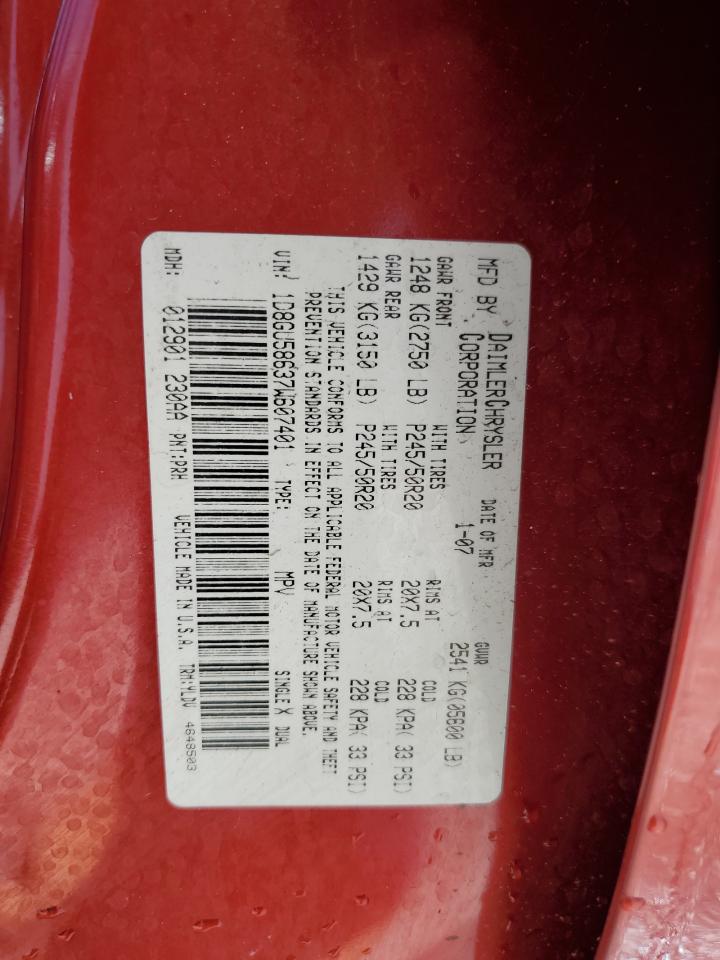 MFD BY DAIMLERCHRYSLER CORPORATION
DATE OF MFR 1-07
GVWR 2541 KG(05600 LB)
GAWR FRONT WITH TIRES RIMS AT COLD
1248 KG(2750 LB) P245/50R20 20X7.5 228 KPA( 33 PSI)
GAWR REAR WITH TIRES RIMS AT COLD
1429 KG(3150 LB) P245/50R20 20X7.5 228 KPA( 33 PSI)
THIS VEHICLE CONFORMS TO ALL APPLICABLE FEDERAL MOTOR VEHICLE SAFETY AND THEFT
PREVENTION STANDARDS IN EFFECT ON THE DATE OF MANUFACTURE SHOWN ABOVE.
VIN: 1D8GU58637W507401 TYPE: MPV SINGLE X DUAL
MDH: 012901 230AA PNT:PRH VEHICLE MADE IN U.S.A. TRM:YLDV 4648503